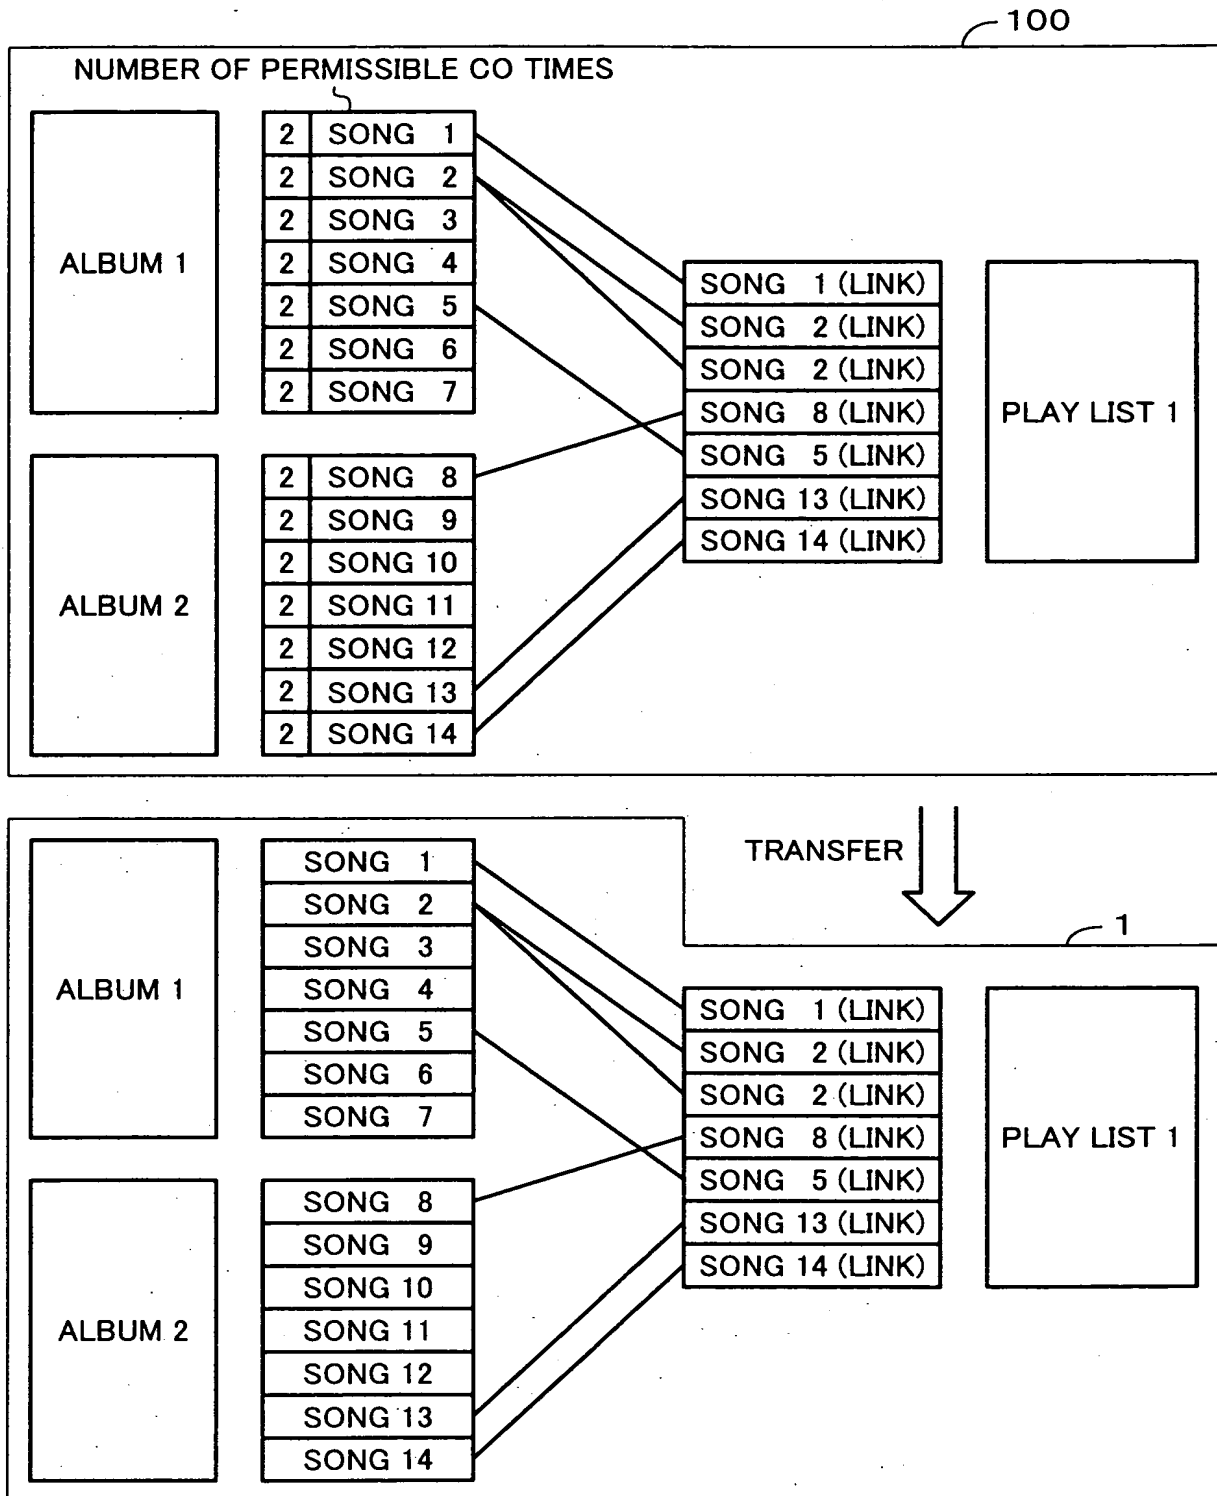 100
NUMBER OF PERMISSIBLE CO TIMES
ALBUM 1
2 SONG 1
2 SONG 2
2 SONG 3
2 SONG 4
2 SONG 5
2 SONG 6
2 SONG 7
ALBUM 2
2 SONG 8
2 SONG 9
2 SONG 10
2 SONG 11
2 SONG 12
2 SONG 13
2 SONG 14
SONG 1 (LINK)
SONG 2 (LINK)
SONG 2 (LINK)
SONG 8 (LINK)
SONG 5 (LINK)
SONG 13 (LINK)
SONG 14 (LINK)
PLAY LIST 1
TRANSFER
1
ALBUM 1
SONG 1
SONG 2
SONG 3
SONG 4
SONG 5
SONG 6
SONG 7
ALBUM 2
SONG 8
SONG 9
SONG 10
SONG 11
SONG 12
SONG 13
SONG 14
SONG 1 (LINK)
SONG 2 (LINK)
SONG 2 (LINK)
SONG 8 (LINK)
SONG 5 (LINK)
SONG 13 (LINK)
SONG 14 (LINK)
PLAY LIST 1